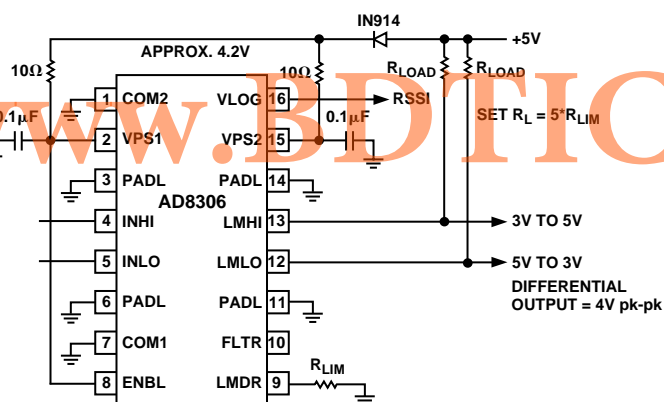 IN914
+5V
APPROX. 4.2V
10Ω
10Ω
RLOAD
RLOAD
1 COM2 VLOG 16
RSSI
0.1µF
0.1µF
SET RL = 5*RLIM
www.BDTIC
2 VPS1 VPS2 15
3 PADL PADL 14
AD8306
4 INHI LMHI 13
3V TO 5V
5 INLO LMLO 12
5V TO 3V
DIFFERENTIAL
OUTPUT = 4V pk-pk
6 PADL PADL 11
7 COM1 FLTR 10
RLIM
8 ENBL LMDR 9